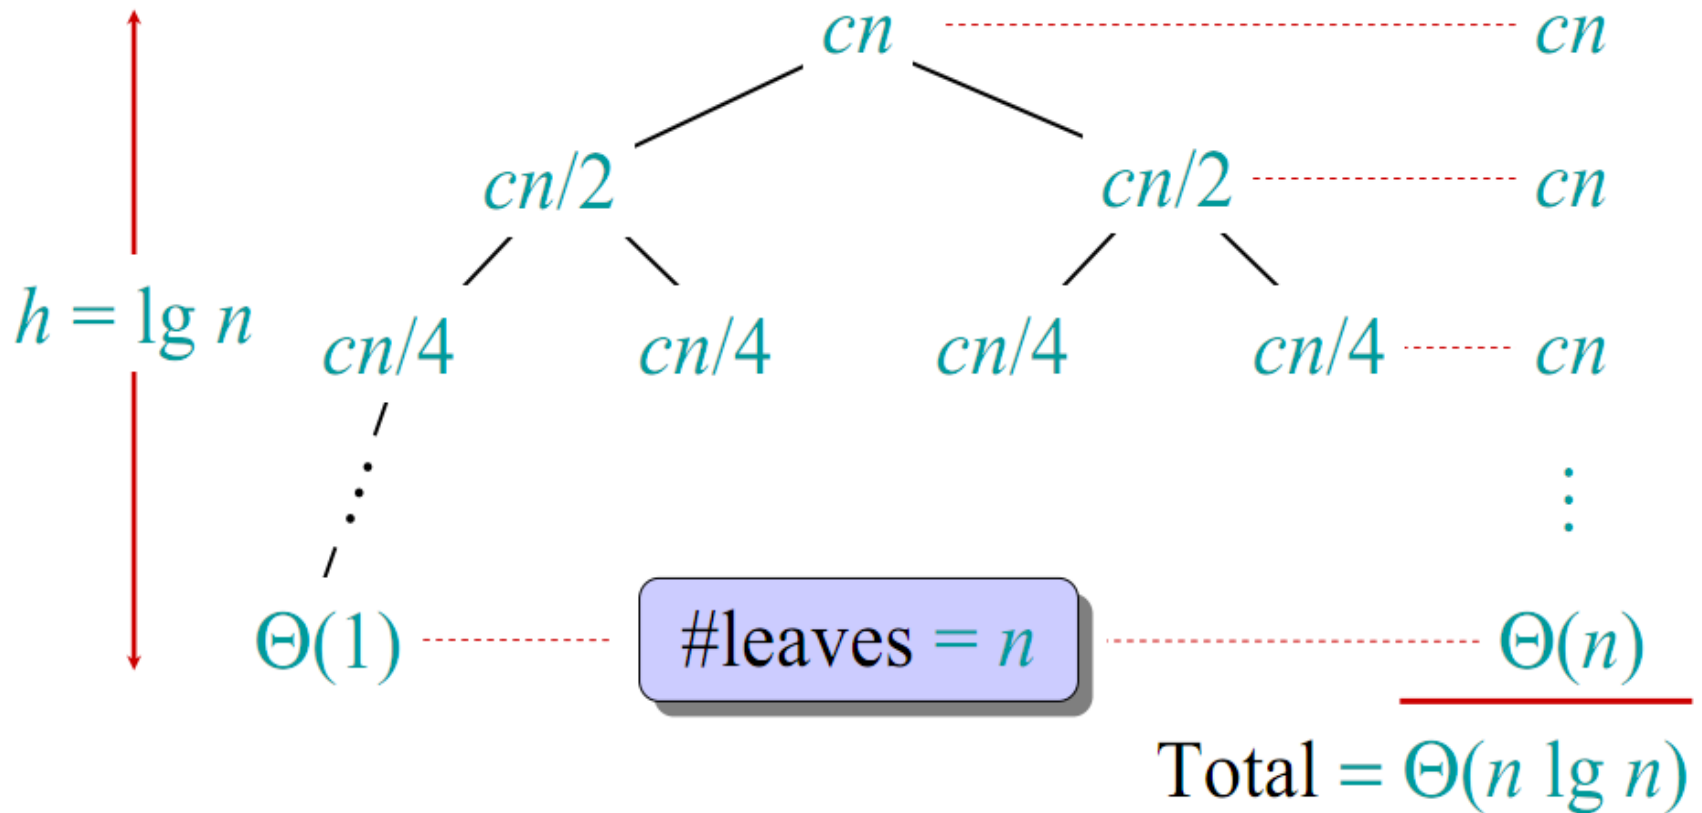 cn cn
cn/2 cn/2 cn
h = lg n
cn/4 cn/4 cn/4 cn/4 cn
Θ(1) #leaves = n Θ(n)
Total = Θ(n lg n)